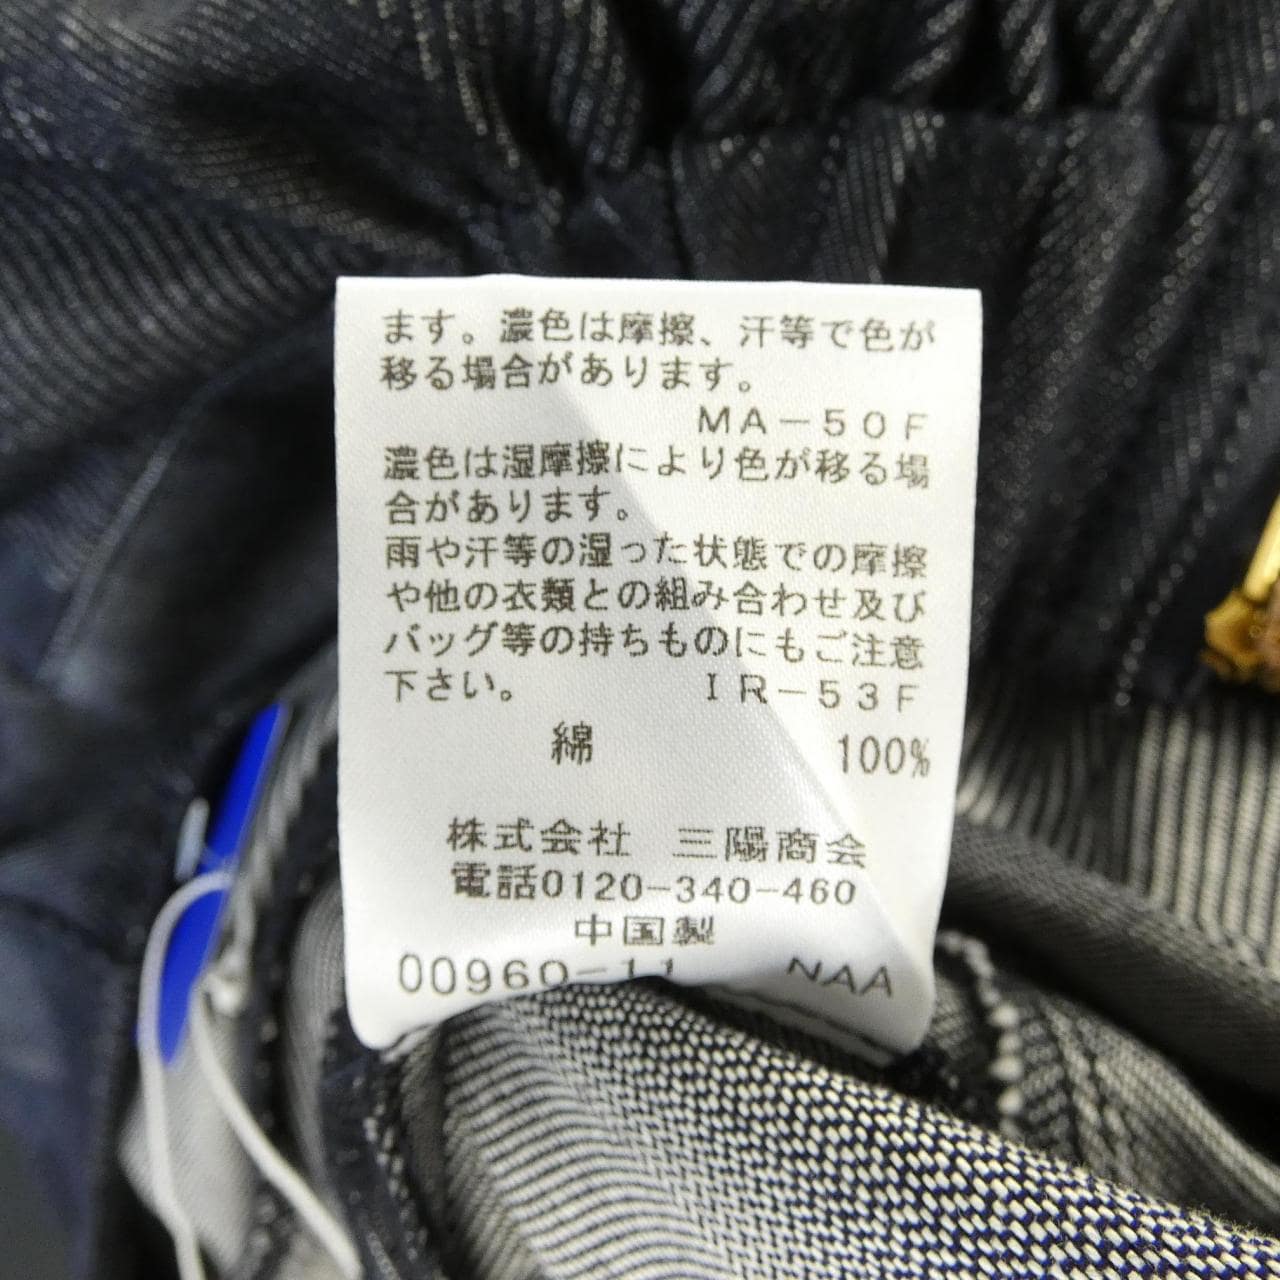 ます。濃色は摩擦、汗等で色が
移る場合があります。
MA－50F
濃色は湿摩擦により色が移る場
合があります。
雨や汗等の湿った状態での摩擦
や他の衣類との組み合わせ及び
バッグ等の持ちものにもご注意
下さい。 IR－53F
綿 100%
株式会社 三陽商会
電話0120-340-460
中国製
00960-11 NAA